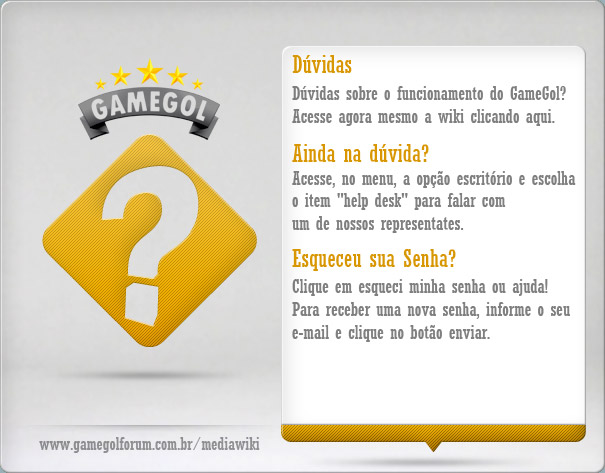 GAMEGOL
Dúvidas
Dúvidas sobre o funcionamento do GameGol?
Acesse agora mesmo a wiki clicando aqui.
Ainda na dúvida?
Acesse, no menu, a opção escritório e escolha
o item "help desk" para falar com
um de nossos representates.
Esqueceu sua Senha?
Clique em esqueci minha senha ou ajuda!
Para receber uma nova senha, informe o seu
e-mail e clique no botão enviar.
www.gamegolforum.com.br/mediawiki